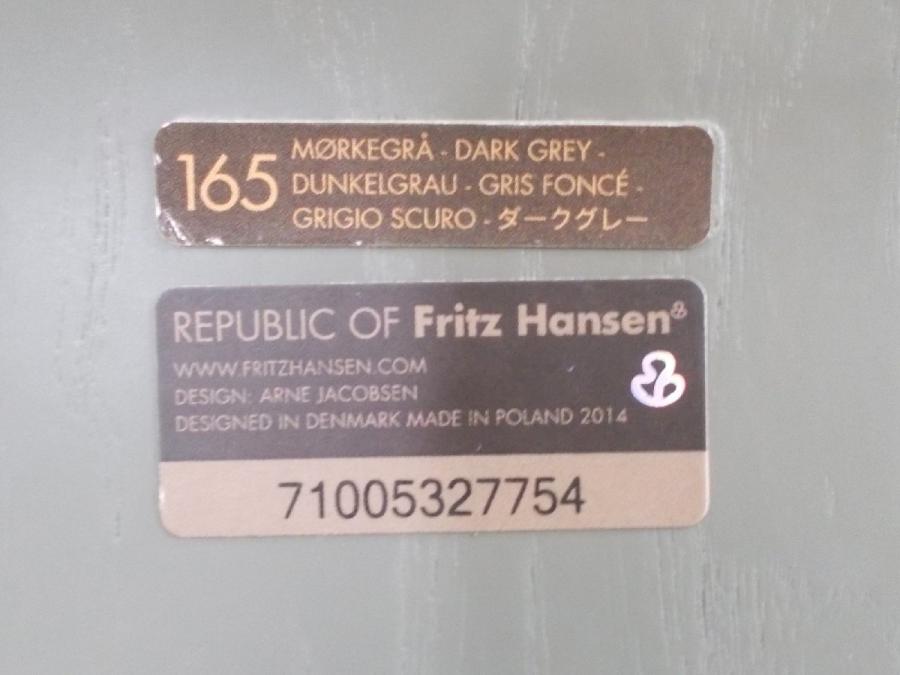 165
MØRKEGRÅ - DARK GREY -
DUNKELGRAU - GRIS FONCÉ -
GRIGIO SCURO - ダークグレー
REPUBLIC OF Fritz Hansen
WWW.FRITZHANSEN.COM
DESIGN: ARNE JACOBSEN
DESIGNED IN DENMARK MADE IN POLAND 2014
71005327754